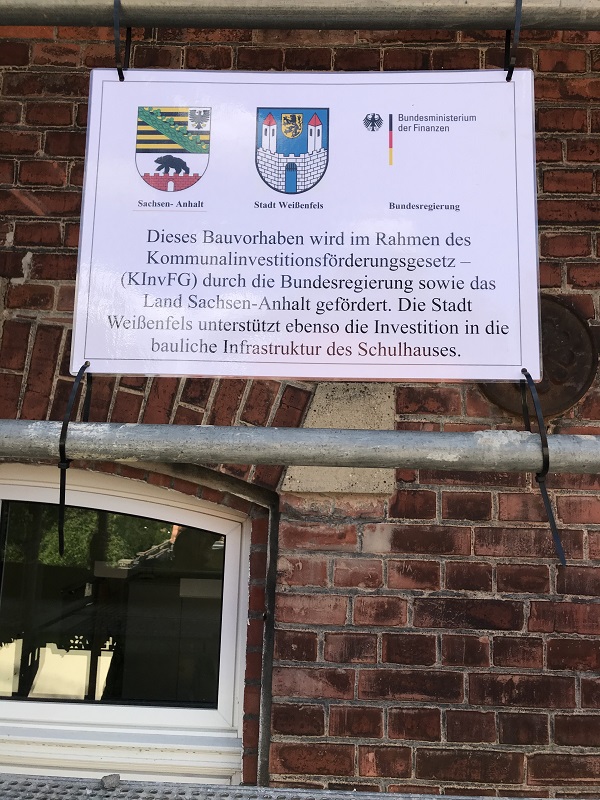 Bundesministerium
der Finanzen
Sachsen- Anhalt
Stadt Weißenfels
Bundesregierung
Dieses Bauvorhaben wird im Rahmen des
Kommunalinvestitionsförderungsgesetz –
(KInvFG) durch die Bundesregierung sowie das
Land Sachsen-Anhalt gefördert. Die Stadt
Weißenfels unterstützt ebenso die Investition in die
bauliche Infrastruktur des Schulhauses.